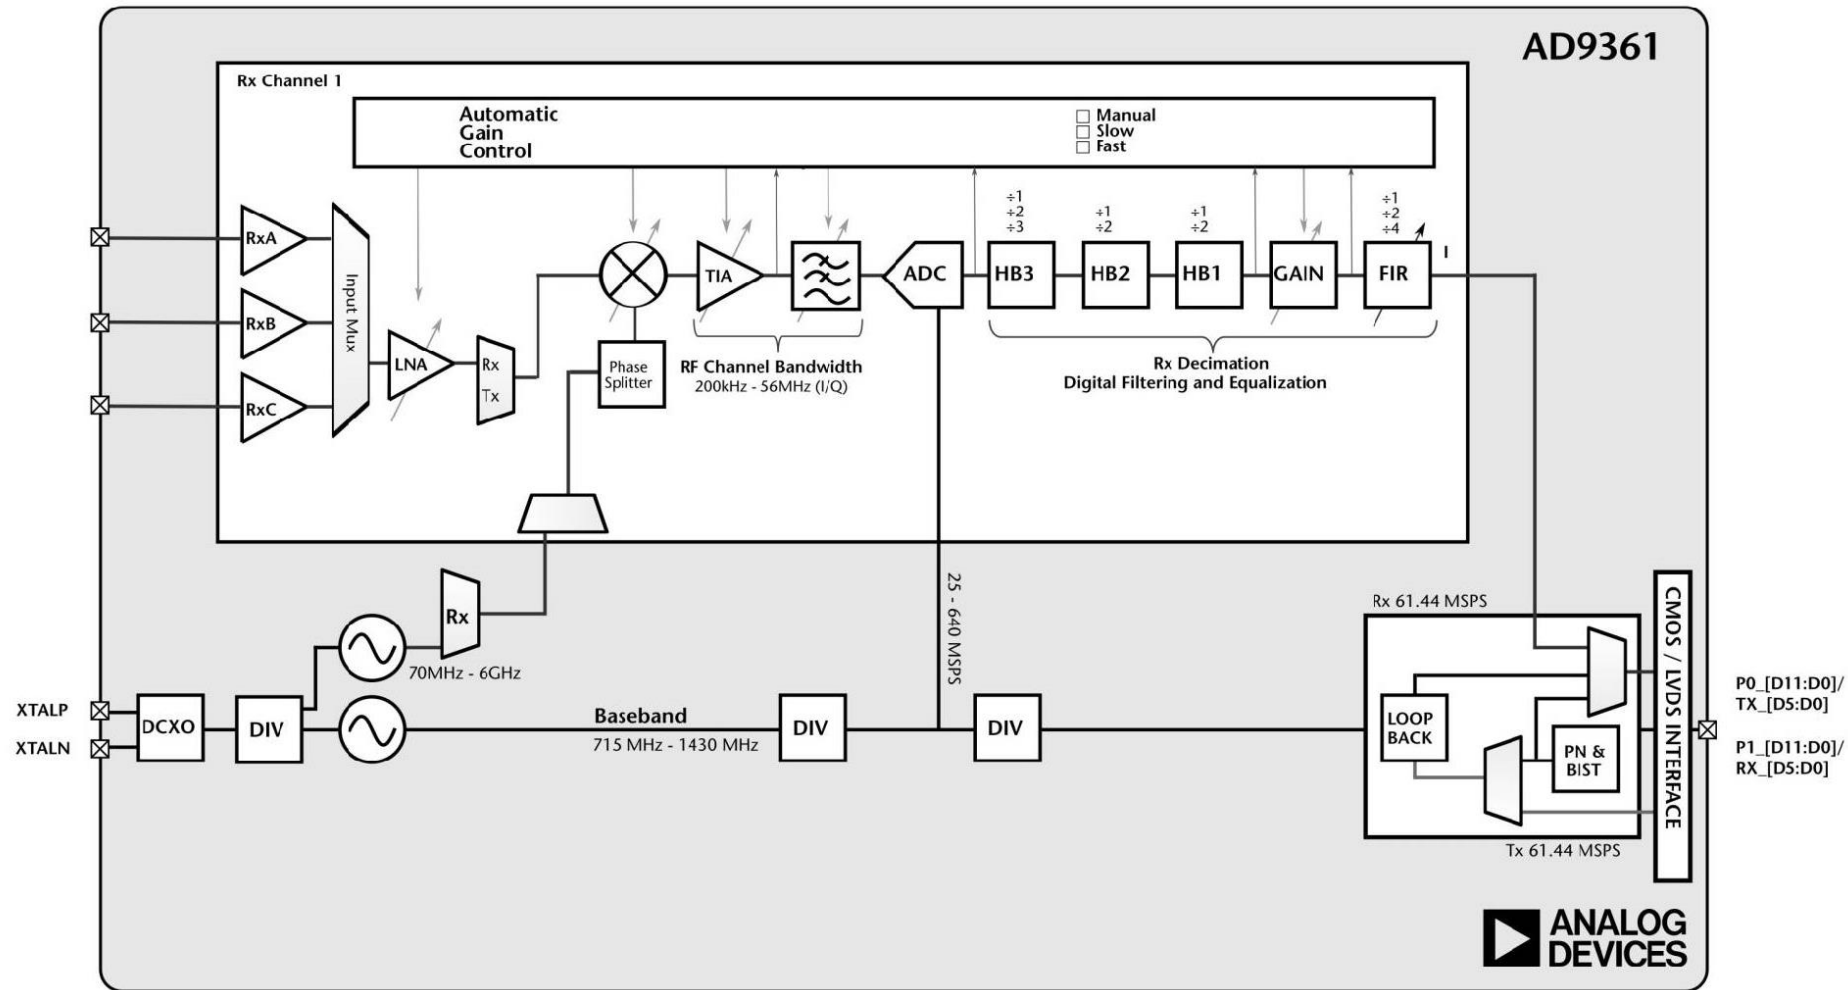 AD9361
Rx Channel 1
Automatic
Gain
Control
Manual
Slow
Fast
÷1
÷2
÷3
÷1
÷2
÷1
÷2
÷1
÷2
÷4
RxA
RxB
RxC
Input Mux
LNA
Rx
Tx
TIA
ADC
HB3
HB2
HB1
GAIN
FIR
I
Phase
Splitter
RF Channel Bandwidth
200kHz - 56MHz (I/Q)
Rx Decimation
Digital Filtering and Equalization
Rx
70MHz - 6GHz
25 - 640 MSPS
XTALP
XTALN
DCXO
DIV
Baseband
715 MHz - 1430 MHz
DIV
DIV
Rx 61.44 MSPS
LOOP
BACK
PN &
BIST
Tx 61.44 MSPS
CMOS / LVDS INTERFACE
P0_[D11:D0]/
TX_[D5:D0]
P1_[D11:D0]/
RX_[D5:D0]
ANALOG
DEVICES